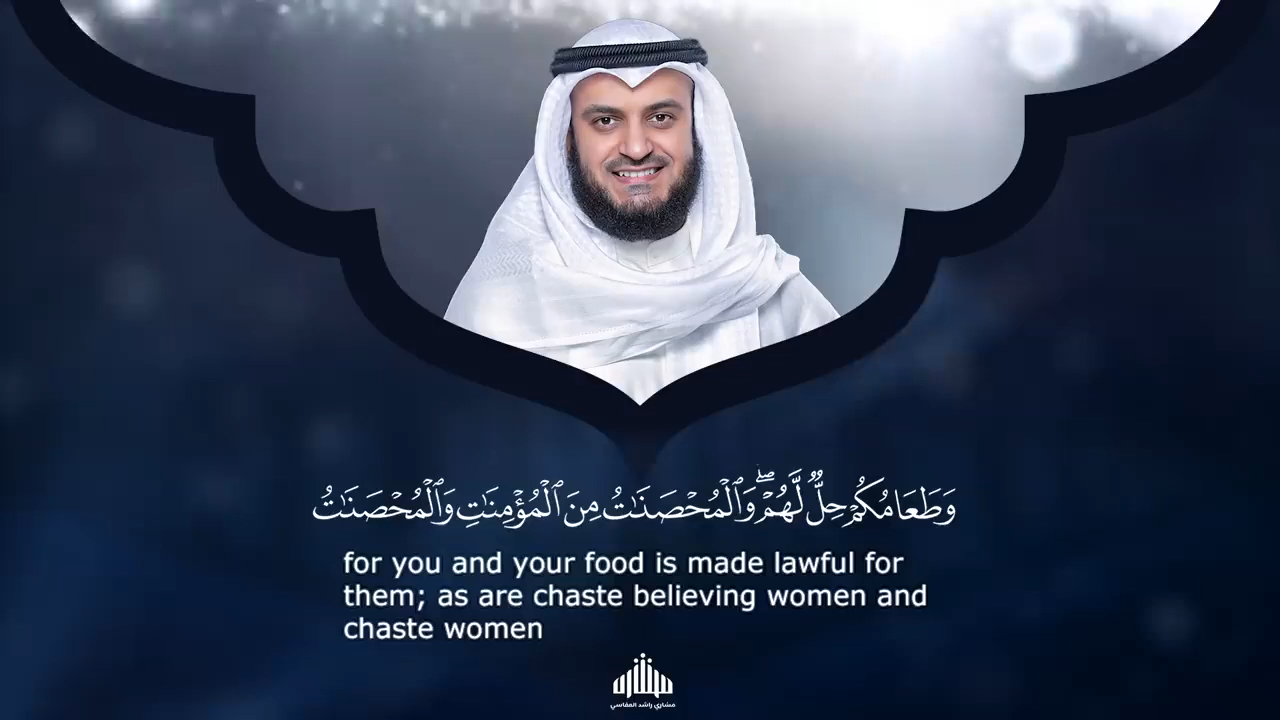 وَطَعَامُكُمْ حِلٌّ لَّهُمْ ۖ وَٱلْمُحْصَنَـٰتُ مِنَ ٱلْمُؤْمِنَـٰتِ وَٱلْمُحْصَنَـٰتُ
for you and your food is made lawful for
them; as are chaste believing women and
chaste women
مشاري راشد العفاسي